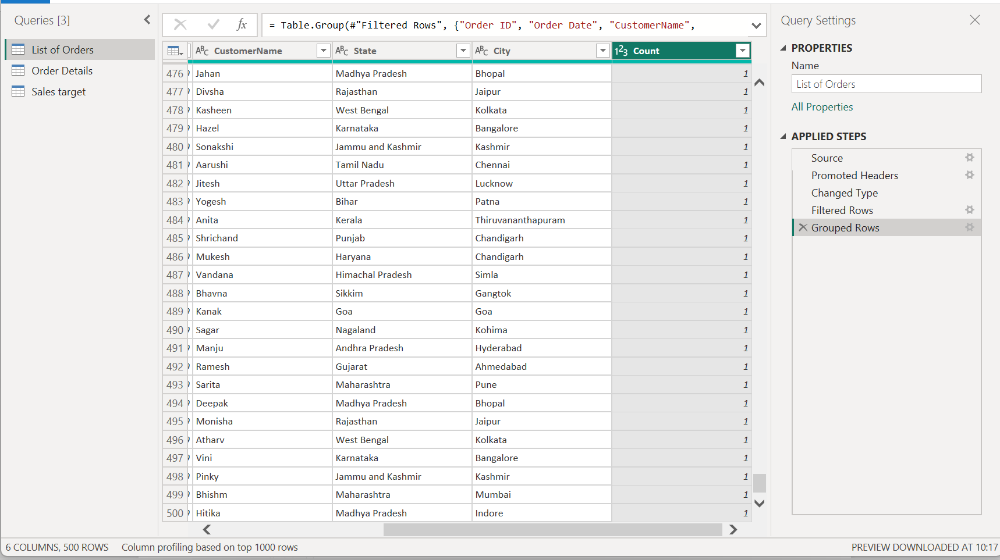 Queries [3]
List of Orders
Order Details
Sales target
fx = Table.Group(#"Filtered Rows", {"Order ID", "Order Date", "CustomerName",
ABC CustomerName ABC State ABC City 123 Count
476 Jahan Madhya Pradesh Bhopal 1
477 Divsha Rajasthan Jaipur 1
478 Kasheen West Bengal Kolkata 1
479 Hazel Karnataka Bangalore 1
480 Sonakshi Jammu and Kashmir Kashmir 1
481 Aarushi Tamil Nadu Chennai 1
482 Jitesh Uttar Pradesh Lucknow 1
483 Yogesh Bihar Patna 1
484 Anita Kerala Thiruvananthapuram 1
485 Shrichand Punjab Chandigarh 1
486 Mukesh Haryana Chandigarh 1
487 Vandana Himachal Pradesh Simla 1
488 Bhavna Sikkim Gangtok 1
489 Kanak Goa Goa 1
490 Sagar Nagaland Kohima 1
491 Manju Andhra Pradesh Hyderabad 1
492 Ramesh Gujarat Ahmedabad 1
493 Sarita Maharashtra Pune 1
494 Deepak Madhya Pradesh Bhopal 1
495 Monisha Rajasthan Jaipur 1
496 Atharv West Bengal Kolkata 1
497 Vini Karnataka Bangalore 1
498 Pinky Jammu and Kashmir Kashmir 1
499 Bhishm Maharashtra Mumbai 1
500 Hitika Madhya Pradesh Indore 1
Query Settings
PROPERTIES
Name
List of Orders
All Properties
APPLIED STEPS
Source
Promoted Headers
Changed Type
Filtered Rows
Grouped Rows
6 COLUMNS, 500 ROWS Column profiling based on top 1000 rows
PREVIEW DOWNLOADED AT 10:17